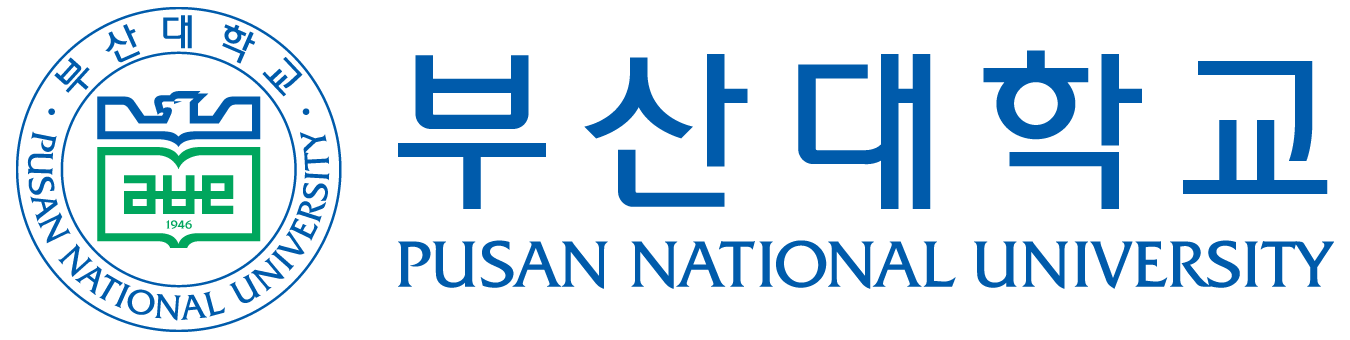 부산대학교
PUSAN NATIONAL UNIVERSITY
1946
부산대학교
PUSAN NATIONAL UNIVERSITY